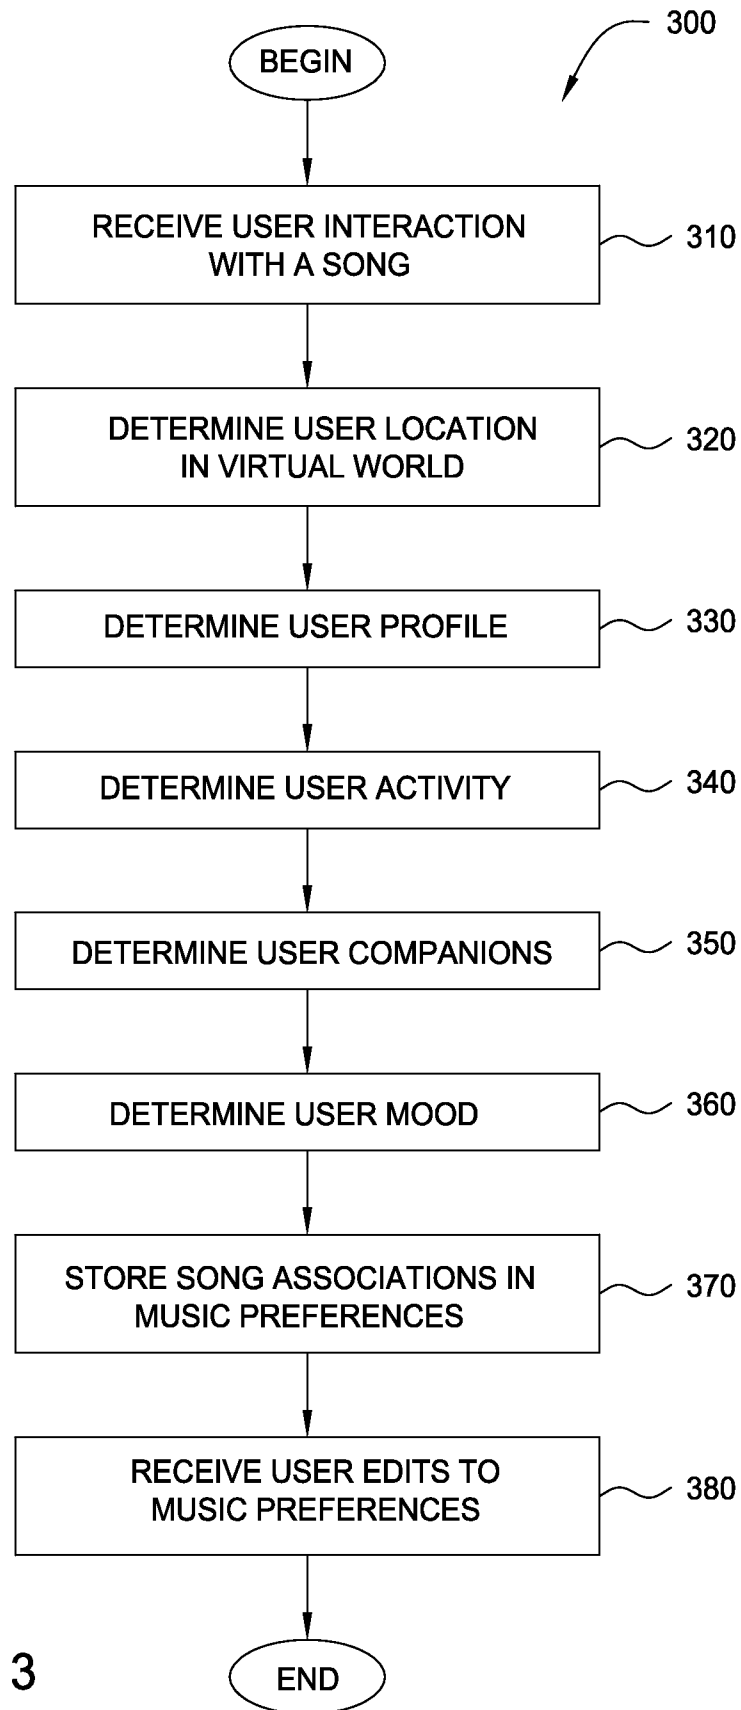 300
BEGIN
RECEIVE USER INTERACTION
WITH A SONG
310
DETERMINE USER LOCATION
IN VIRTUAL WORLD
320
DETERMINE USER PROFILE
330
DETERMINE USER ACTIVITY
340
DETERMINE USER COMPANIONS
350
DETERMINE USER MOOD
360
STORE SONG ASSOCIATIONS IN
MUSIC PREFERENCES
370
RECEIVE USER EDITS TO
MUSIC PREFERENCES
380
3
END